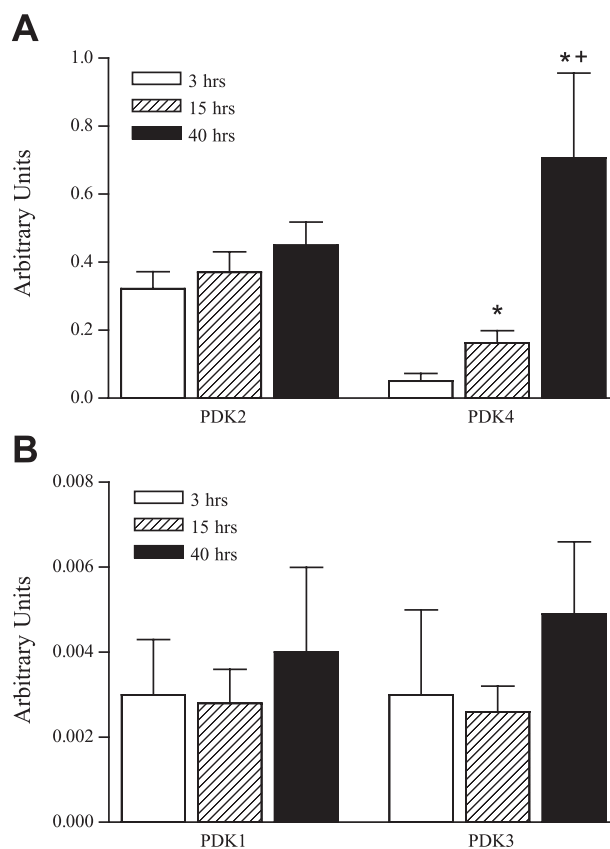 A
1.0
0.8
0.6
0.4
0.2
0.0
Arbitrary Units
3 hrs
15 hrs
40 hrs
*
*+
PDK2 PDK4
B
0.008
0.006
0.004
0.002
0.000
Arbitrary Units
3 hrs
15 hrs
40 hrs
PDK1 PDK3